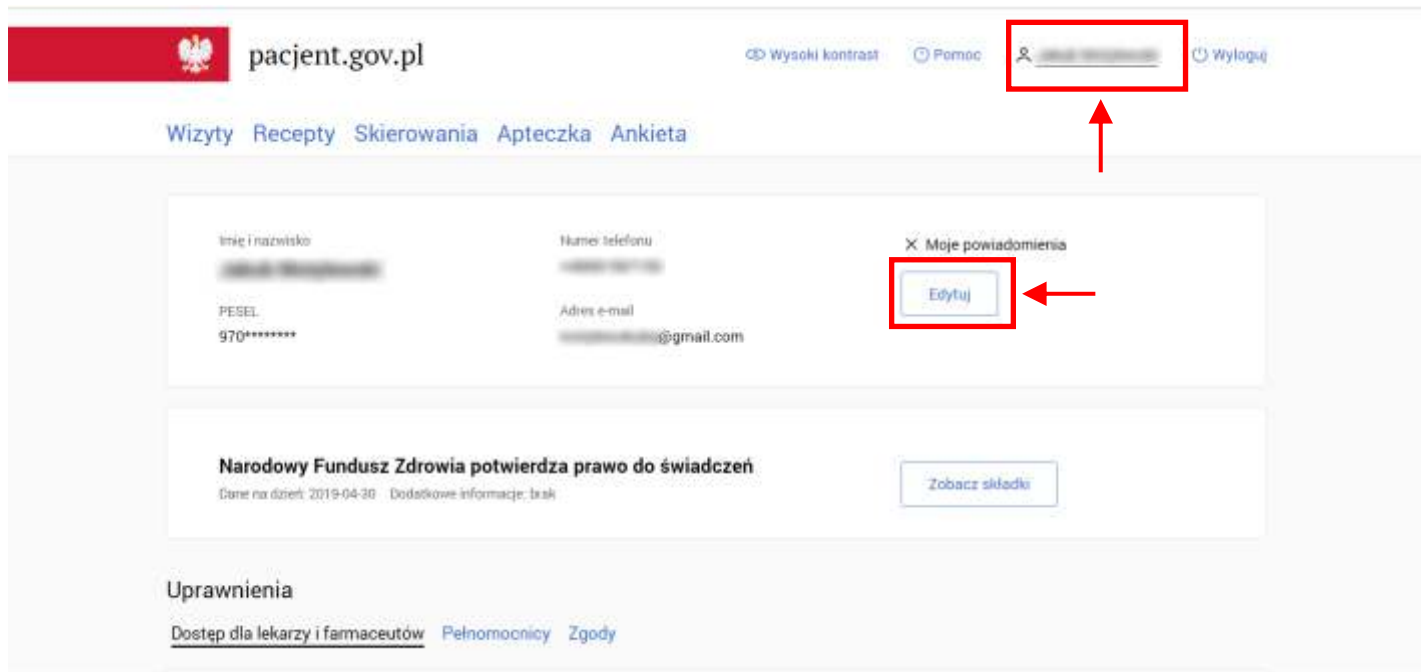 pacjent.gov.pl
Wysoki kontrast Pomoc Wyloguj
Wizyty Recepty Skierowania Apteczka Ankieta
Imię i nazwisko Numer telefonu Moje powiadomienia
Edytuj
PESEL Adres e-mail
970******** @gmail.com
Narodowy Fundusz Zdrowia potwierdza prawo do świadczeń
Dane na dzień: 2019-04-30 Dodatkowe informacje: brak
Zobacz składki
Uprawnienia
Dostęp dla lekarzy i farmaceutów Pełnomocnicy Zgody